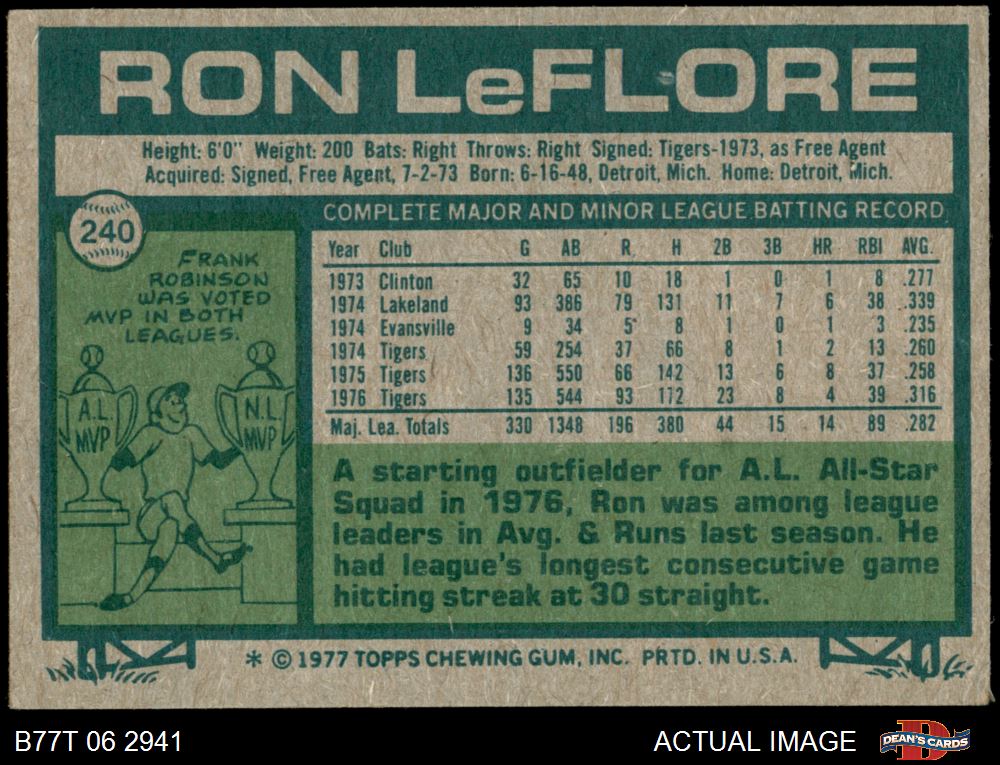 RON LeFLORE
Height: 6'0" Weight: 200 Bats: Right Throws: Right Signed: Tigers-1973, as Free Agent
Acquired: Signed, Free Agent, 7-2-73 Born: 6-16-48, Detroit, Mich. Home: Detroit, Mich.
240
FRANK
ROBINSON
WAS VOTED
MVP IN BOTH
LEAGUES.
A.L.
MVP
N.L.
MVP
COMPLETE MAJOR AND MINOR LEAGUE BATTING RECORD
Year Club G AB R. H 2B 3B HR RBI AVG.
1973 Clinton 32 65 10 18 1 0 1 8 .277
1974 Lakeland 93 386 79 131 11 7 6 38 .339
1974 Evansville 9 34 5 8 1 0 1 3 .235
1974 Tigers 59 254 37 66 8 1 2 13 .260
1975 Tigers 136 550 66 142 13 6 8 37 .258
1976 Tigers 135 544 93 172 23 8 4 39 .316
Maj. Lea. Totals 330 1348 196 380 44 15 14 89 .282
A starting outfielder for A.L. All-Star
Squad in 1976, Ron was among league
leaders in Avg. & Runs last season. He
had league's longest consecutive game
hitting streak at 30 straight.
* © 1977 TOPPS CHEWING GUM, INC. PRTD. IN U.S.A.
B77T 06 2941
ACTUAL IMAGE
DEAN'S CARDS